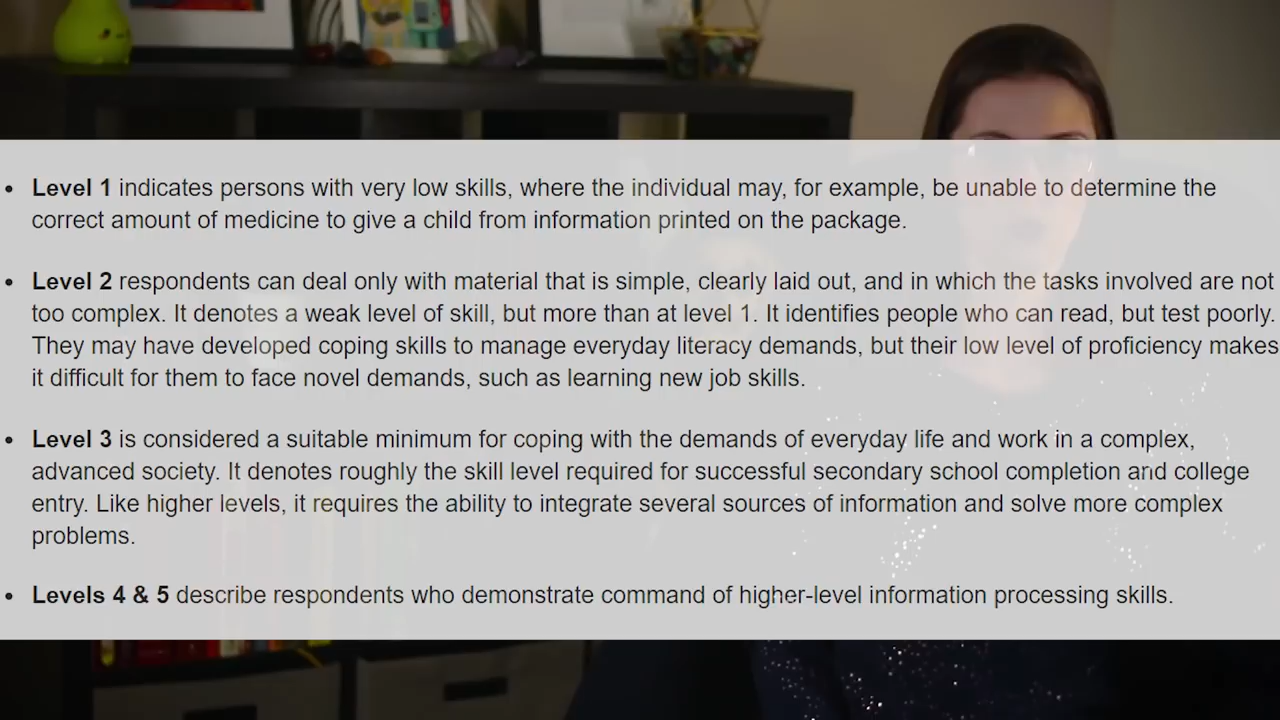 • Level 1 indicates persons with very low skills, where the individual may, for example, be unable to determine the
correct amount of medicine to give a child from information printed on the package.
• Level 2 respondents can deal only with material that is simple, clearly laid out, and in which the tasks involved are not
too complex. It denotes a weak level of skill, but more than at level 1. It identifies people who can read, but test poorly.
They may have developed coping skills to manage everyday literacy demands, but their low level of proficiency makes
it difficult for them to face novel demands, such as learning new job skills.
• Level 3 is considered a suitable minimum for coping with the demands of everyday life and work in a complex,
advanced society. It denotes roughly the skill level required for successful secondary school completion and college
entry. Like higher levels, it requires the ability to integrate several sources of information and solve more complex
problems.
• Levels 4 & 5 describe respondents who demonstrate command of higher-level information processing skills.